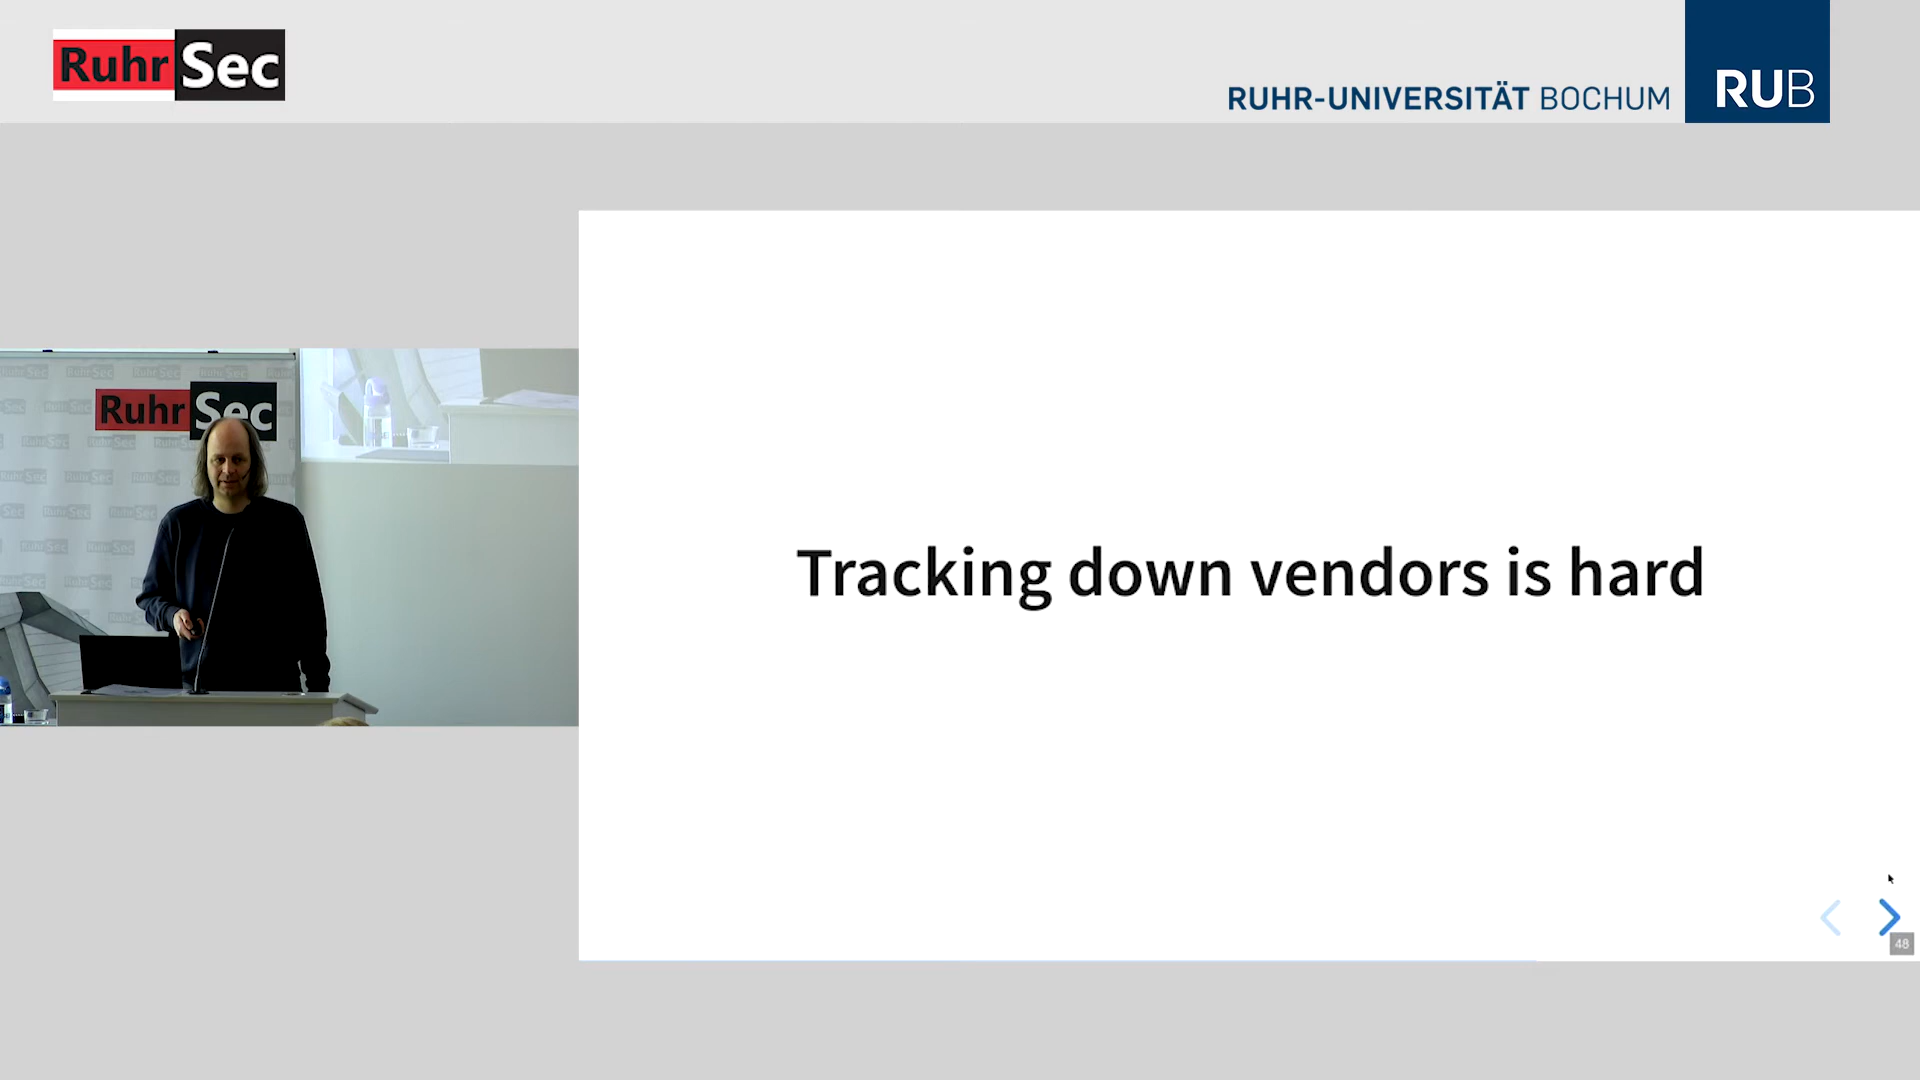 RuhrSec
RUHR-UNIVERSITÄT BOCHUM
RUB
RuhrSec
Tracking down vendors is hard
48